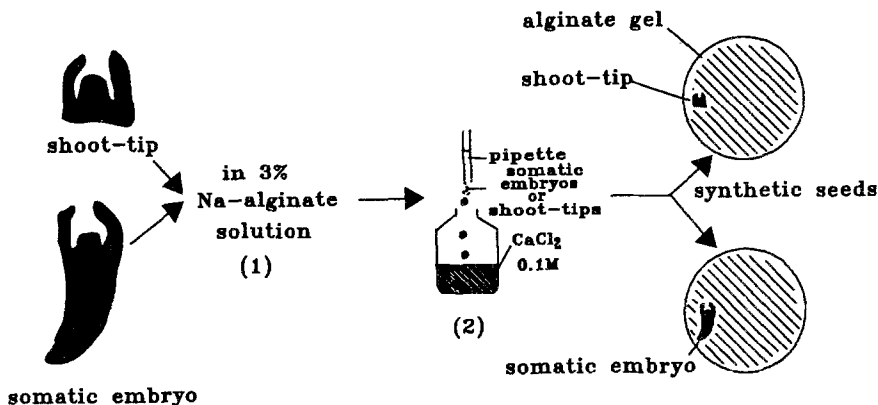 alginate gel
shoot-tip
shoot-tip
in 3%
Na-alginate
solution
(1)
pipette
somatic
embryos
or
shoot-tips
CaCl₂
0.1M
(2)
synthetic seeds
somatic embryo
somatic embryo